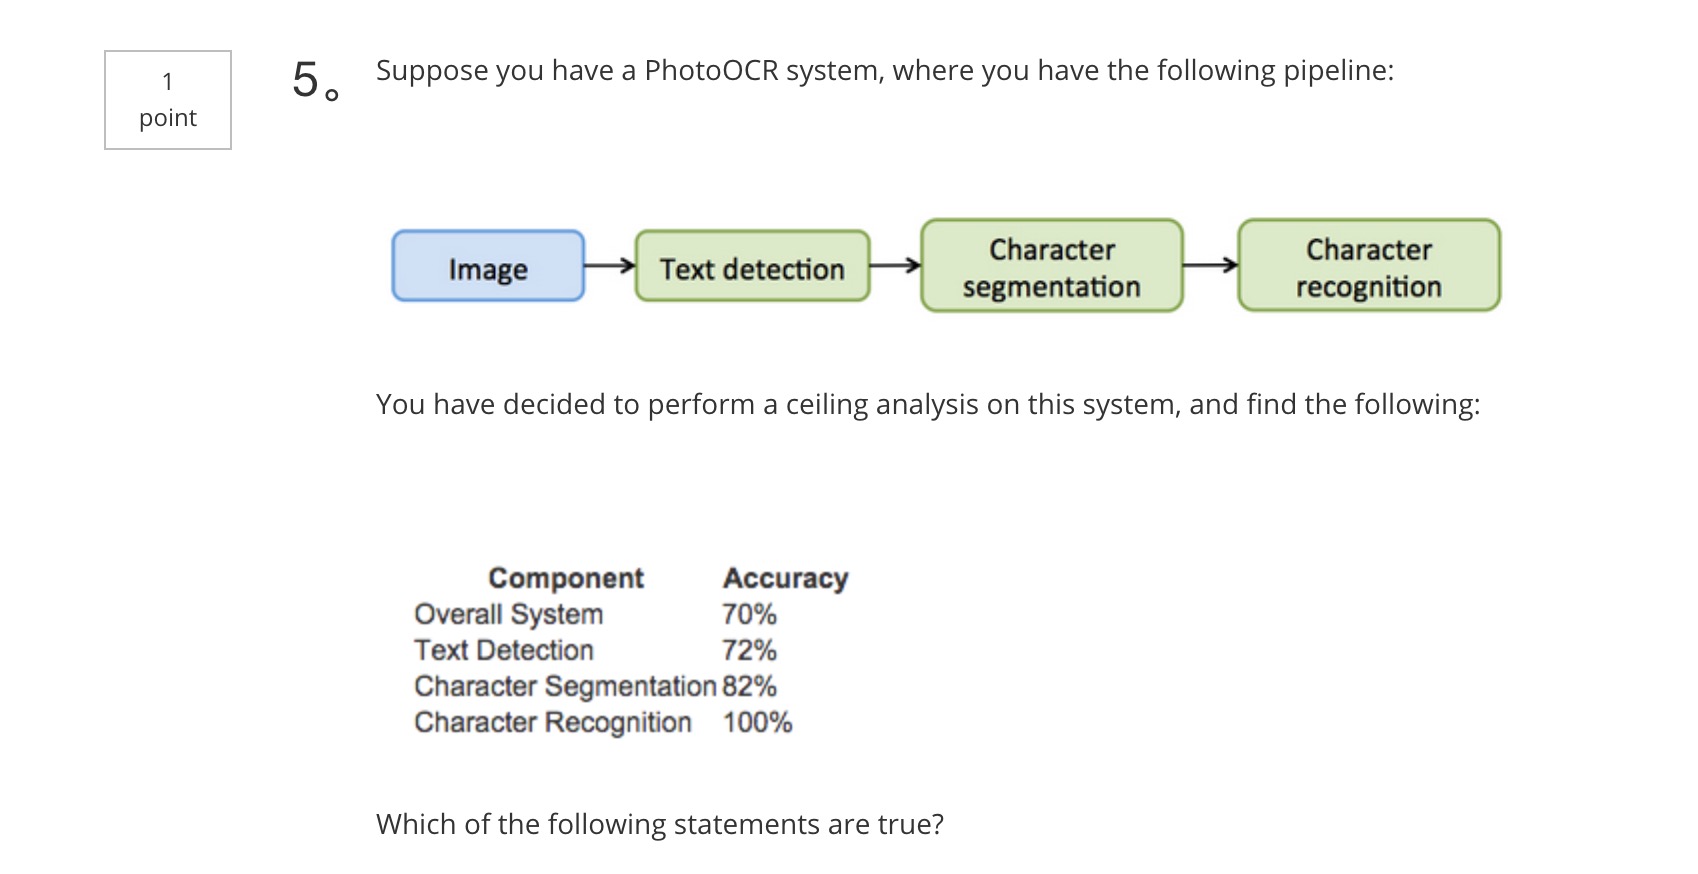 1
point
5。
Suppose you have a PhotoOCR system, where you have the following pipeline:
Image
Text detection
Character
segmentation
Character
recognition
You have decided to perform a ceiling analysis on this system, and find the following:
Component Accuracy
Overall System 70%
Text Detection 72%
Character Segmentation 82%
Character Recognition 100%
Which of the following statements are true?